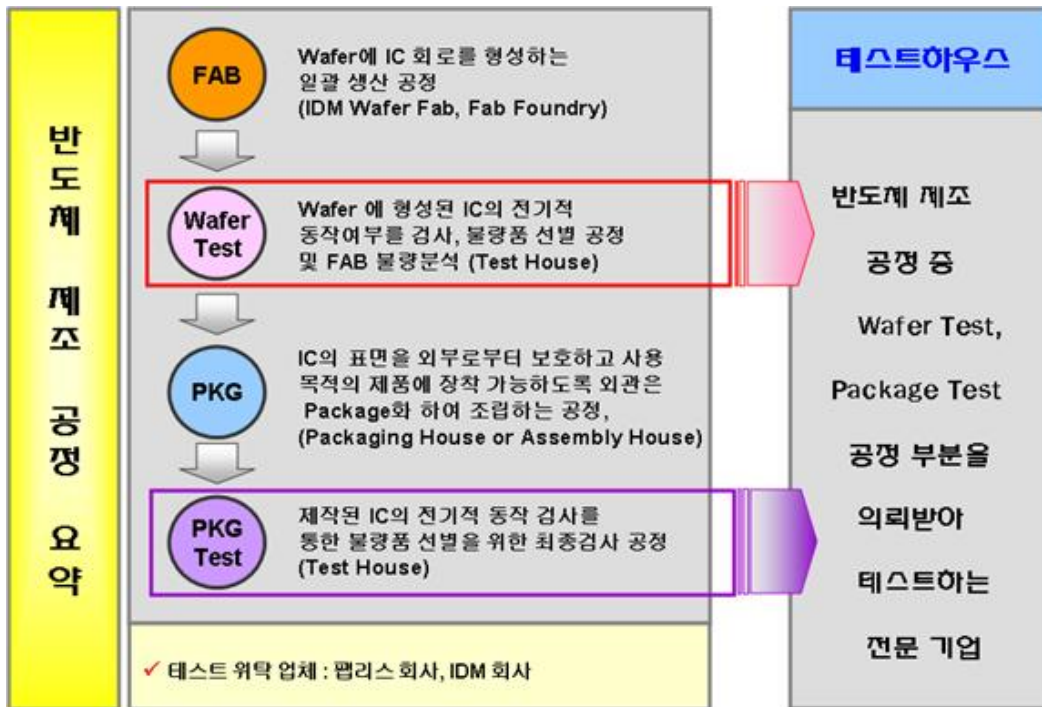 반도체 제조 공정 요약
FAB
Wafer에 IC 회로를 형성하는
일괄 생산 공정
(IDM Wafer Fab, Fab Foundry)
Wafer
Test
Wafer 에 형성된 IC의 전기적
동작여부를 검사, 불량품 선별 공정
및 FAB 불량분석 (Test House)
PKG
IC의 표면을 외부로부터 보호하고 사용
목적의 제품에 장착 가능하도록 외관은
Package화 하여 조립하는 공정,
(Packaging House or Assembly House)
PKG
Test
제작된 IC의 전기적 동작 검사를
통한 불량품 선별을 위한 최종검사 공정
(Test House)
✓ 테스트 위탁 업체 : 팹리스 회사, IDM 회사
테스트하우스
반도체 제조
공정 중
Wafer Test,
Package Test
공정 부분을
의뢰받아
테스트하는
전문 기업